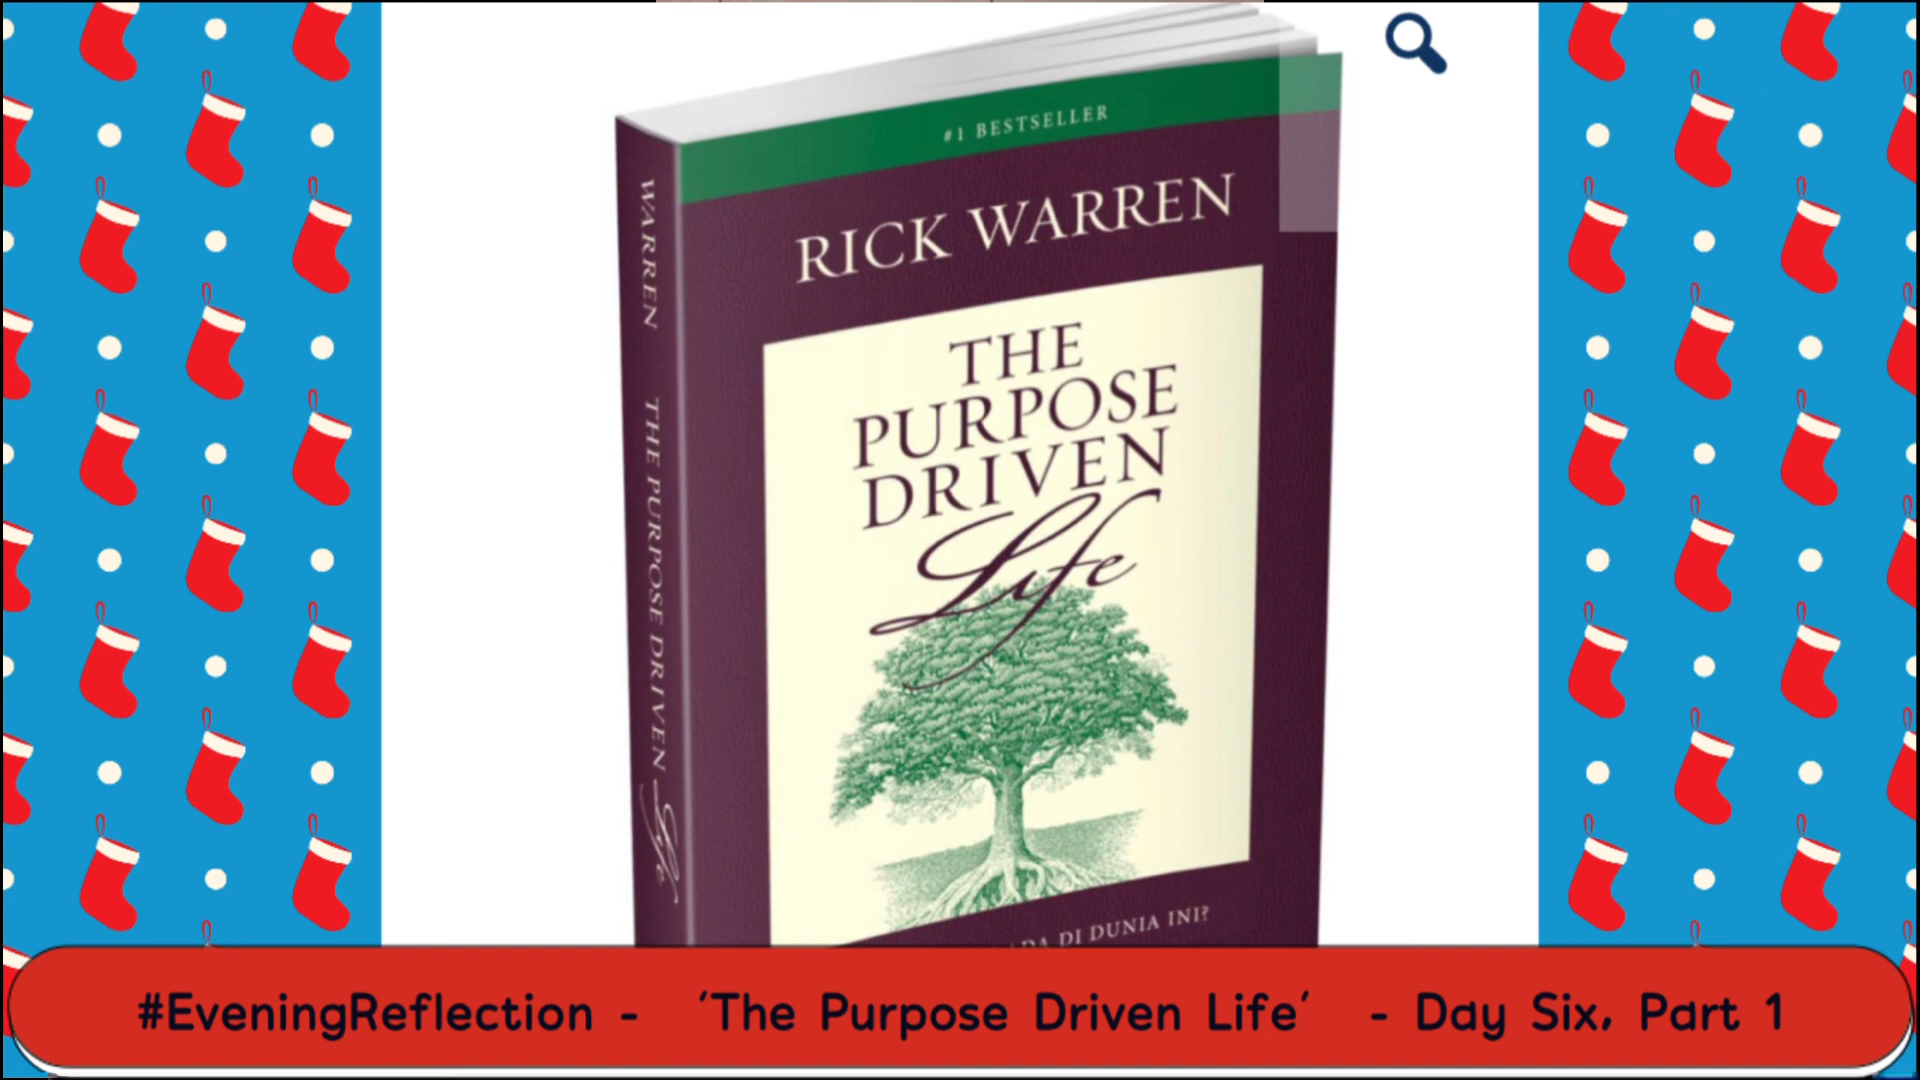 #1 BESTSELLER
RICK WARREN
THE
PURPOSE
DRIVEN
Life
DI DUNIA INI?
WARREN THE PURPOSE DRIVEN Life
#EveningReflection - ‘The Purpose Driven Life’ - Day Six, Part 1